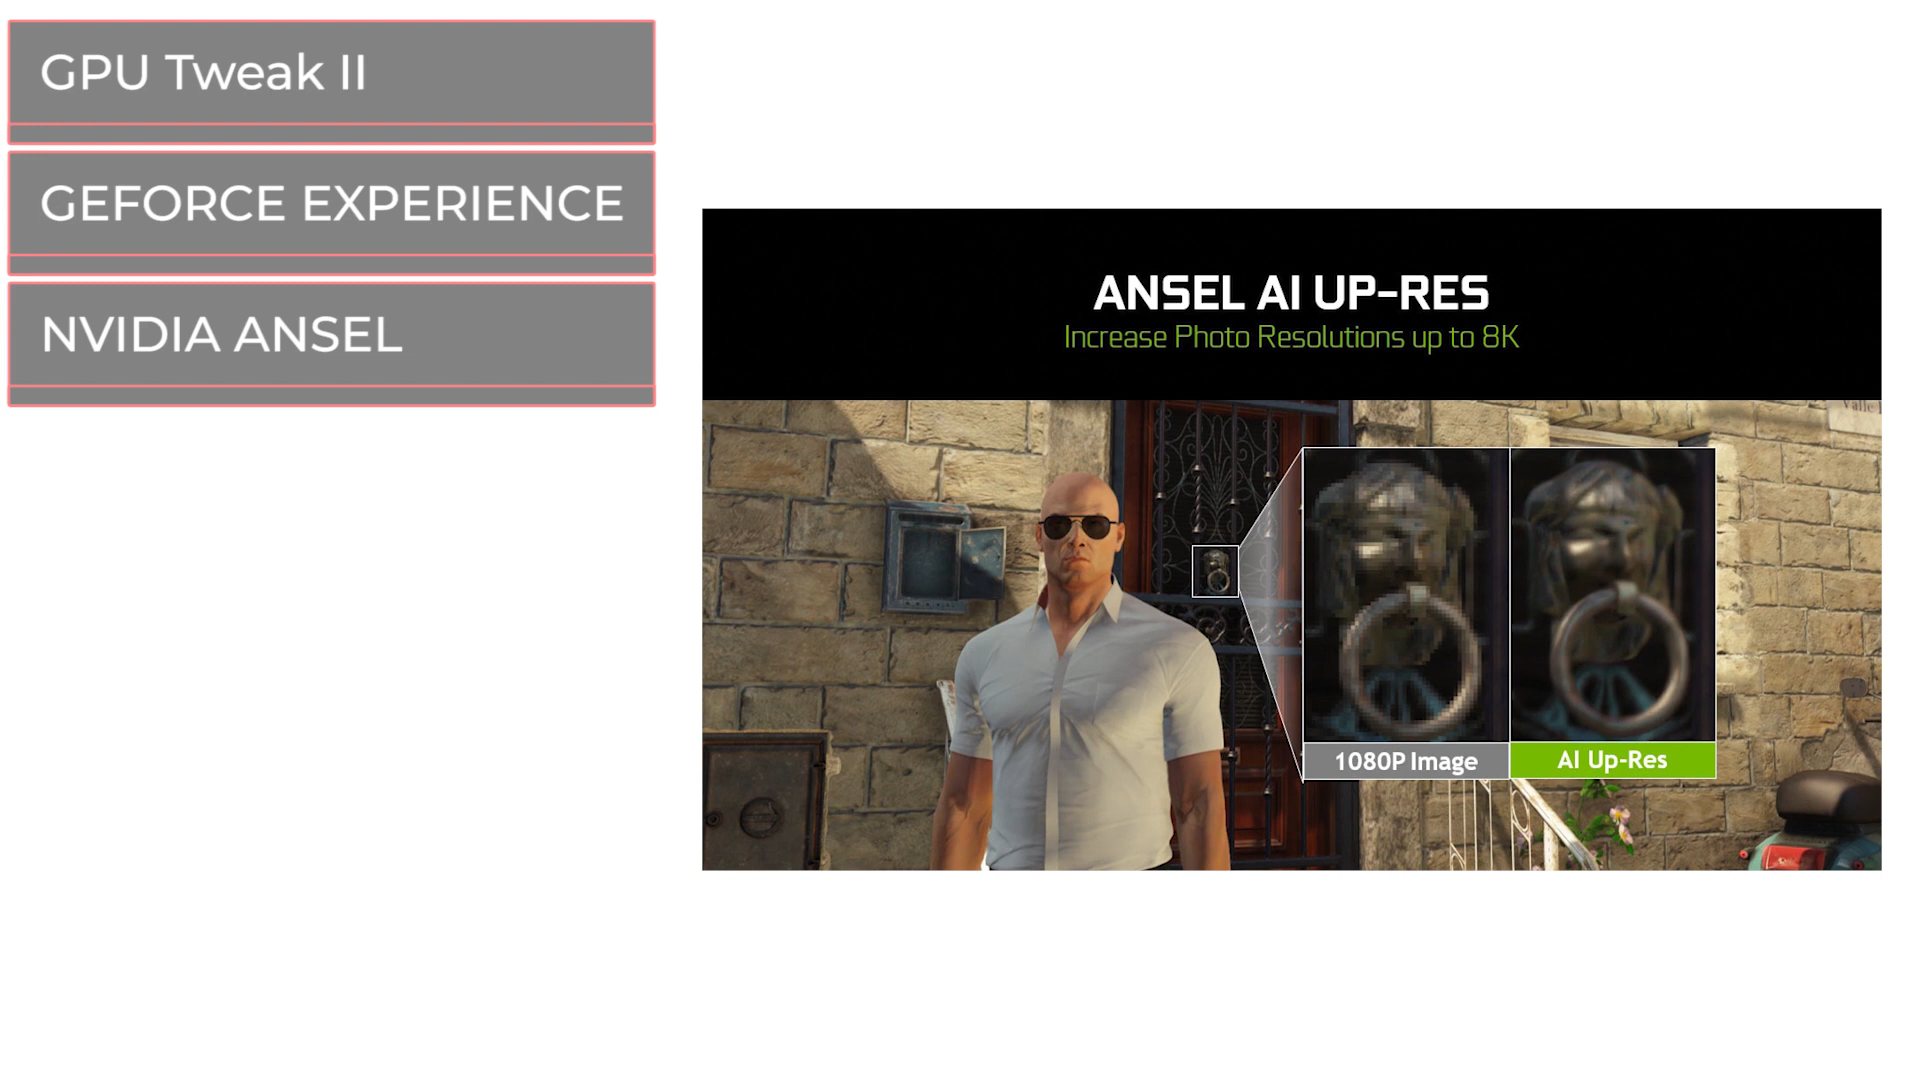 GPU Tweak II
GEFORCE EXPERIENCE
NVIDIA ANSEL
ANSEL AI UP-RES
Increase Photo Resolutions up to 8K
1080P Image
AI Up-Res